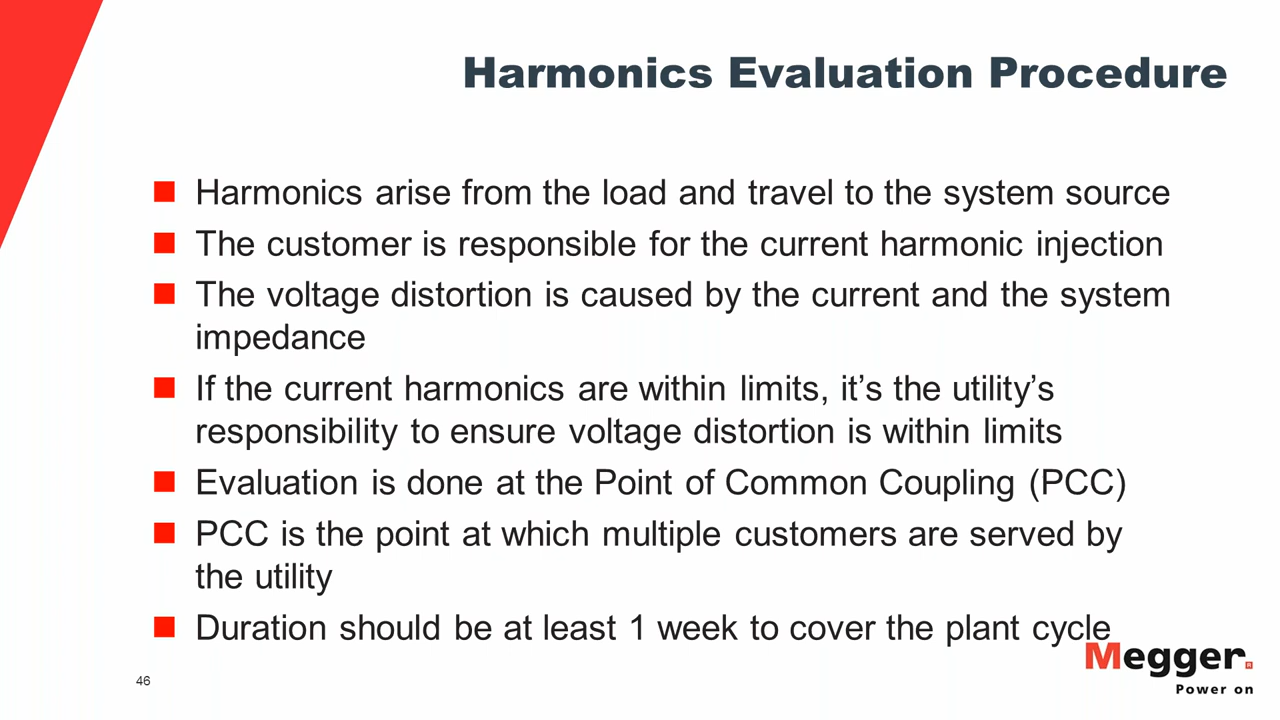 Harmonics Evaluation Procedure
Harmonics arise from the load and travel to the system source
The customer is responsible for the current harmonic injection
The voltage distortion is caused by the current and the system
impedance
If the current harmonics are within limits, it’s the utility’s
responsibility to ensure voltage distortion is within limits
Evaluation is done at the Point of Common Coupling (PCC)
PCC is the point at which multiple customers are served by
the utility
Duration should be at least 1 week to cover the plant cycle
Megger®
Power on
46